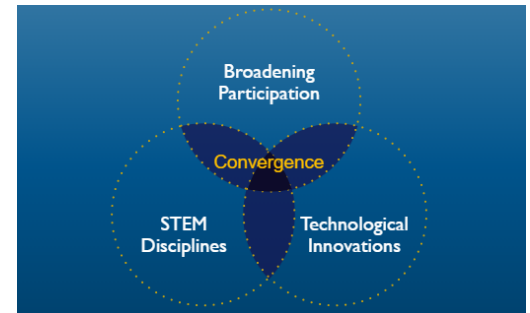 Broadening
Participation
Convergence
STEM
Disciplines
Technological
Innovations